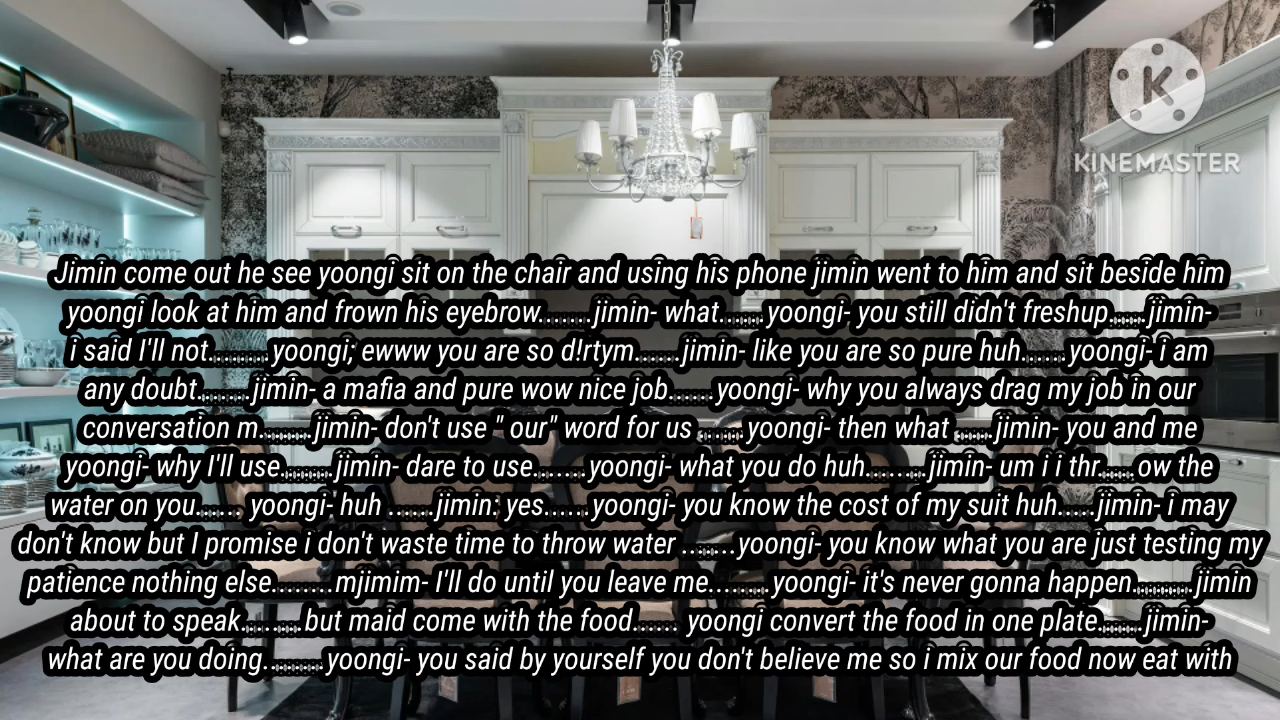 KINEMASTER
Jimin come out he see yoongi sit on the chair and using his phone jimin went to him and sit beside him
yoongi look at him and frown his eyebrow........jimin- what.......yoongi- you still didn't freshup.......jimin-
i said I'll not..........yoongi; ewww you are so d!rtym.......jimin- like you are so pure huh.......yoongi- i am
any doubt.........jimin- a mafia and pure wow nice job.......yoongi- why you always drag my job in our
conversation m.........jimin- don't use " our" word for us .......yoongi- then what ......jimin- you and me
yoongi- why I'll use.........jimin- dare to use........yoongi- what you do huh..........jimin- um i i thr......ow the
water on you....... yoongi- huh ......jimin: yes......yoongi- you know the cost of my suit huh.....jimin- i may
don't know but I promise i don't waste time to throw water ........yoongi- you know what you are just testing my
patience nothing else.........mjimim- I'll do until you leave me..........yoongi- it's never gonna happen..........jimin
about to speak..........but maid come with the food....... yoongi convert the food in one plate.......jimin-
what are you doing..........yoongi- you said by yourself you don't believe me so i mix our food now eat with